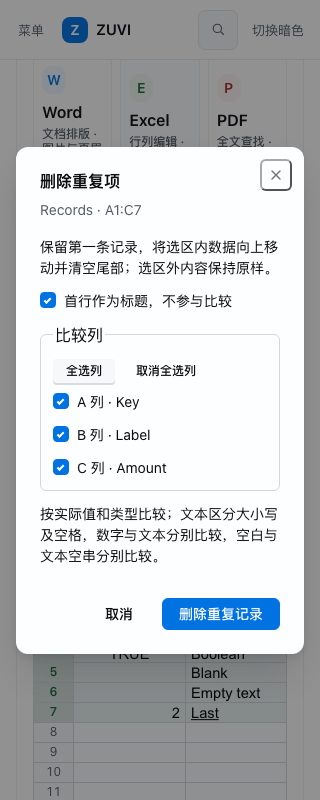 菜单
Z
ZUVI
切换暗色
W
E
P
Word
Excel
PDF
文档排版 ·
行列编辑 ·
全文查找 ·
删除重复项
Records · A1:C7
保留第一条记录，将选区内数据向上移
动并清空尾部；选区外内容保持原样。
首行作为标题，不参与比较
比较列
全选列
取消全选列
A 列 · Key
B 列 · Label
C 列 · Amount
按实际值和类型比较；文本区分大小写
及空格，数字与文本分别比较，空白与
文本空串分别比较。
取消
删除重复记录
TRUE
Boolean
5
Blank
6
Empty text
7
2
Last
8
9
10
11